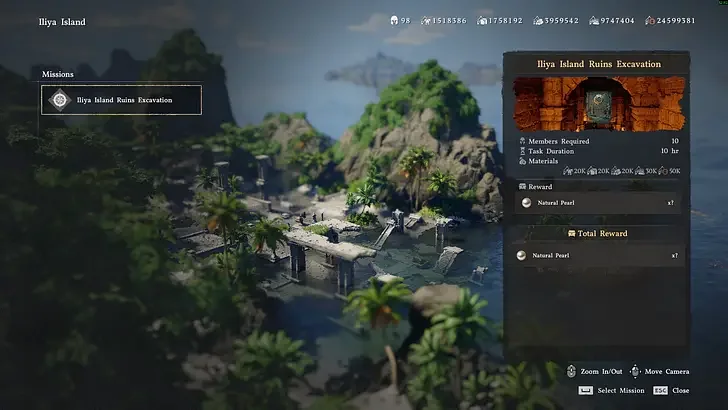 Iliya Island
98 1518386 1758192 3959542 9747404 24599381
Missions
Iliya Island Ruins Excavation
Iliya Island Ruins Excavation
Members Required 10
Task Duration 10 hr
Materials
20K 20K 20K 30K 50K
Reward
Natural Pearl x?
Total Reward
Natural Pearl x?
Zoom In/Out Move Camera
Select Mission ESC Close